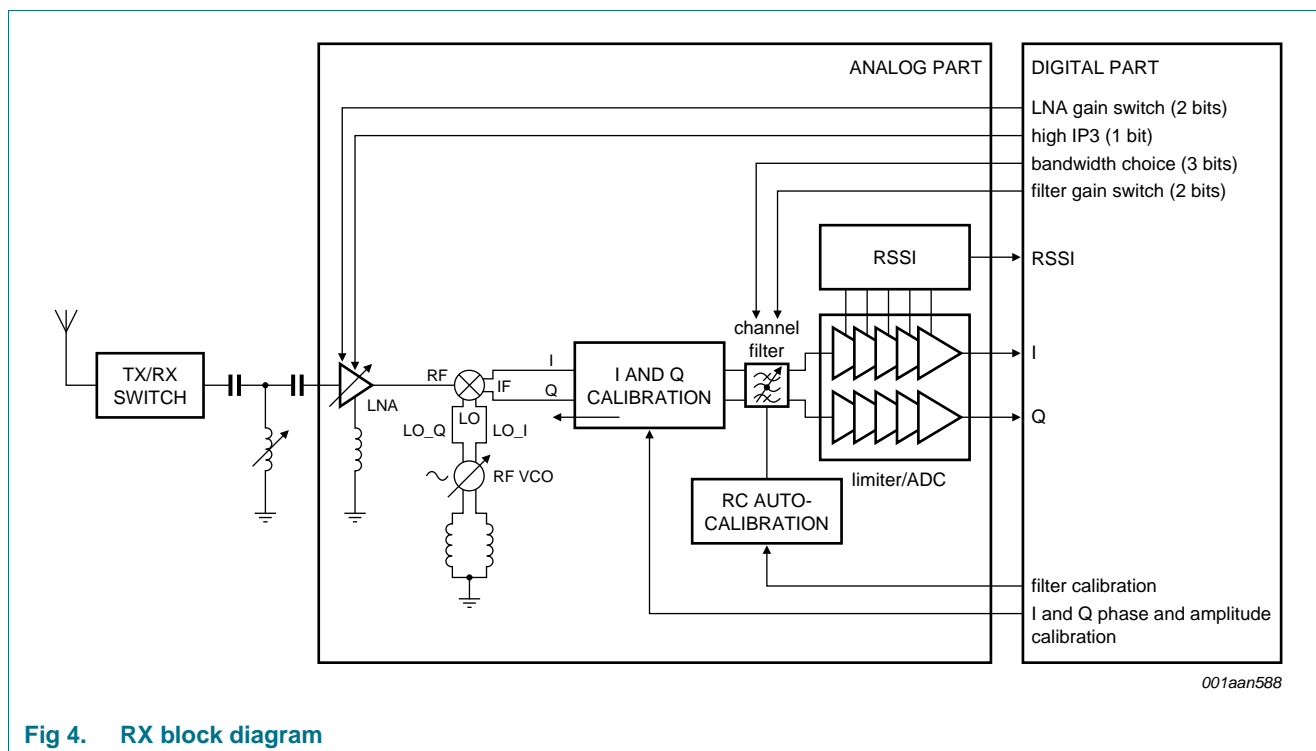 ANALOG PART
DIGITAL PART
LNA gain switch (2 bits)
high IP3 (1 bit)
bandwidth choice (3 bits)
filter gain switch (2 bits)
RSSI
RSSI
channel
filter
TX/RX
SWITCH
LNA
RF
IF
LO
LO_Q
LO_I
RF VCO
I
Q
I AND Q
CALIBRATION
I
Q
limiter/ADC
RC AUTO-
CALIBRATION
filter calibration
I and Q phase and amplitude
calibration
001aan588
Fig 4. RX block diagram